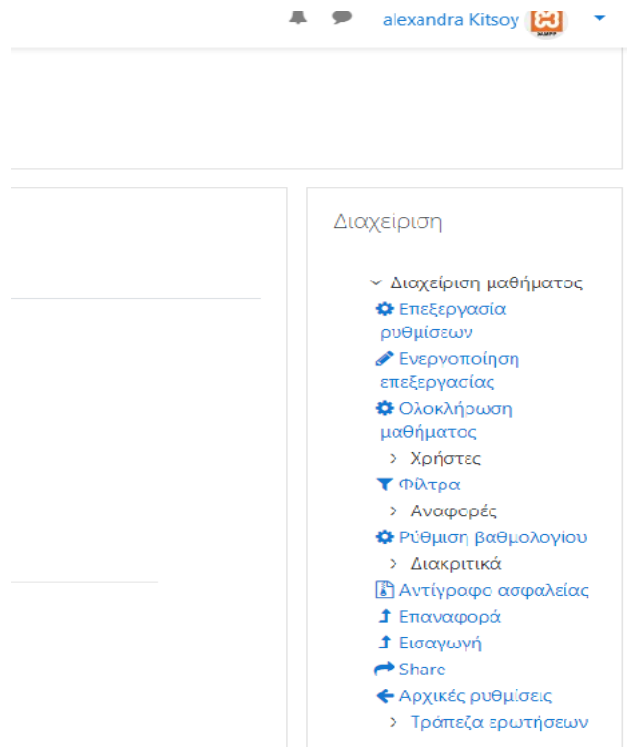 alexandra Kitsoy
Διαχείριση
Διαχείριση μαθήματος
Επεξεργασία
ρυθμίσεων
Ενεργοποίηση
επεξεργασίας
Ολοκλήρωση
μαθήματος
Χρήστες
Φίλτρα
Αναφορές
Ρύθμιση βαθμολογίου
Διακριτικά
Αντίγραφο ασφαλείας
Επαναφορά
Εισαγωγή
Share
Αρχικές ρυθμίσεις
Τράπεζα ερωτήσεων